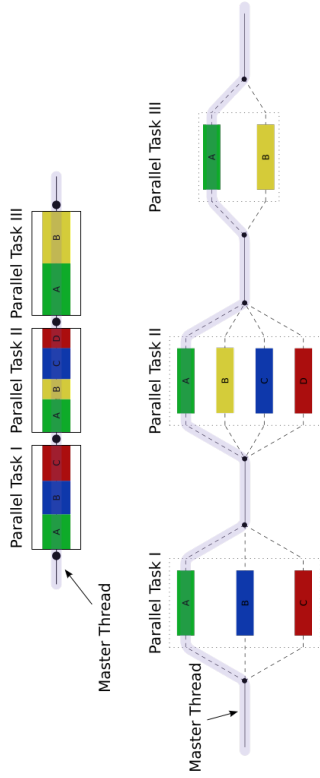 Parallel Task I
Parallel Task II
Parallel Task III
A
B
C
A
B
C
D
A
B
Master Thread
Parallel Task I
Parallel Task II
Parallel Task III
A
A
A
B
B
B
C
C
D
Master Thread